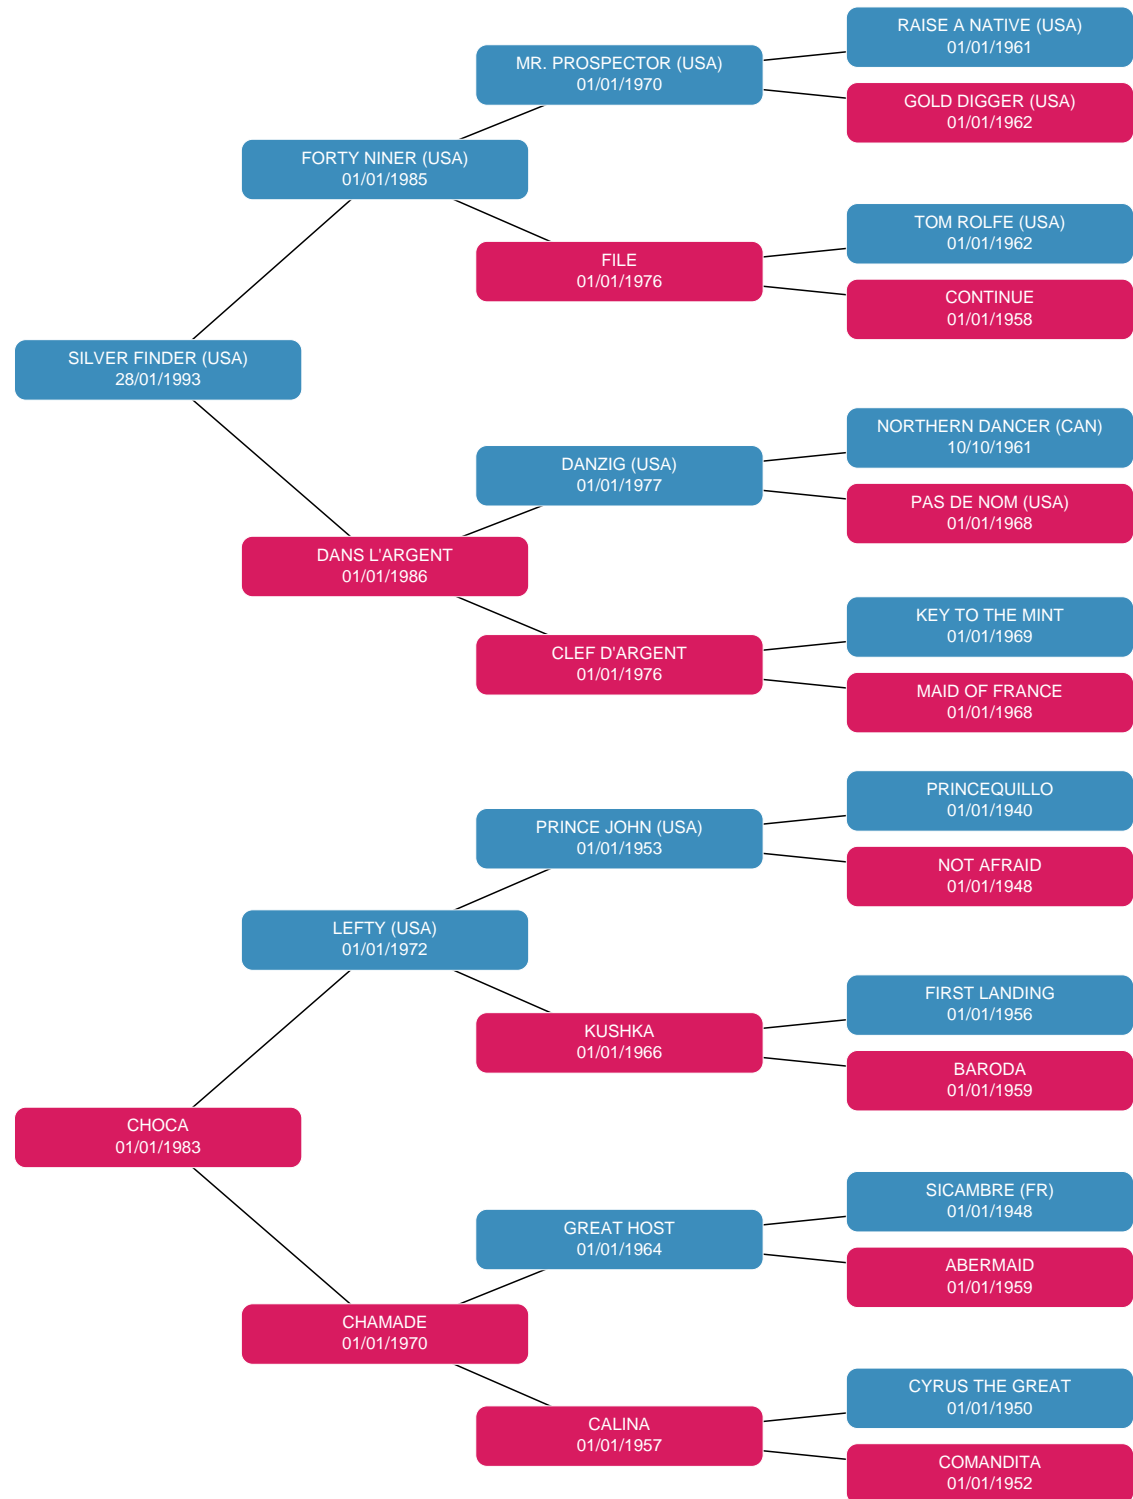 RAISE A NATIVE (USA)
01/01/1961
MR. PROSPECTOR (USA)
01/01/1970
GOLD DIGGER (USA)
01/01/1962
FORTY NINER (USA)
01/01/1985
TOM ROLFE (USA)
01/01/1962
FILE
01/01/1976
CONTINUE
01/01/1958
SILVER FINDER (USA)
28/01/1993
NORTHERN DANCER (CAN)
10/10/1961
DANZIG (USA)
01/01/1977
PAS DE NOM (USA)
01/01/1968
DANS L'ARGENT
01/01/1986
KEY TO THE MINT
01/01/1969
CLEF D'ARGENT
01/01/1976
MAID OF FRANCE
01/01/1968
PRINCEQUILLO
01/01/1940
PRINCE JOHN (USA)
01/01/1953
NOT AFRAID
01/01/1948
LEFTY (USA)
01/01/1972
FIRST LANDING
01/01/1956
KUSHKA
01/01/1966
BARODA
01/01/1959
CHOCA
01/01/1983
SICAMBRE (FR)
01/01/1948
GREAT HOST
01/01/1964
ABERMAID
01/01/1959
CHAMADE
01/01/1970
CYRUS THE GREAT
01/01/1950
CALINA
01/01/1957
COMANDITA
01/01/1952